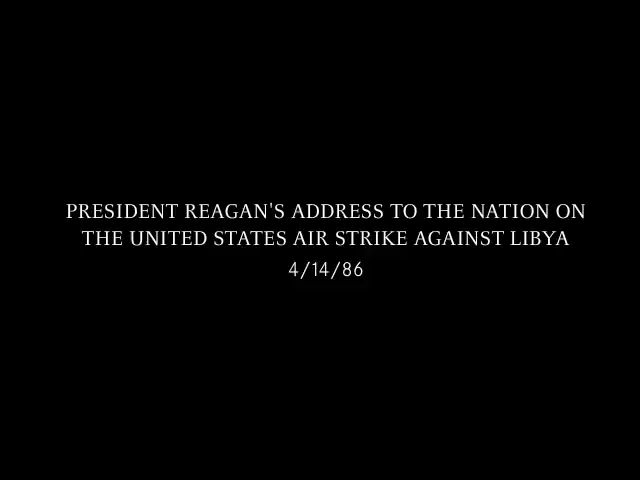 PRESIDENT REAGAN'S ADDRESS TO THE NATION ON
THE UNITED STATES AIR STRIKE AGAINST LIBYA
4/14/86